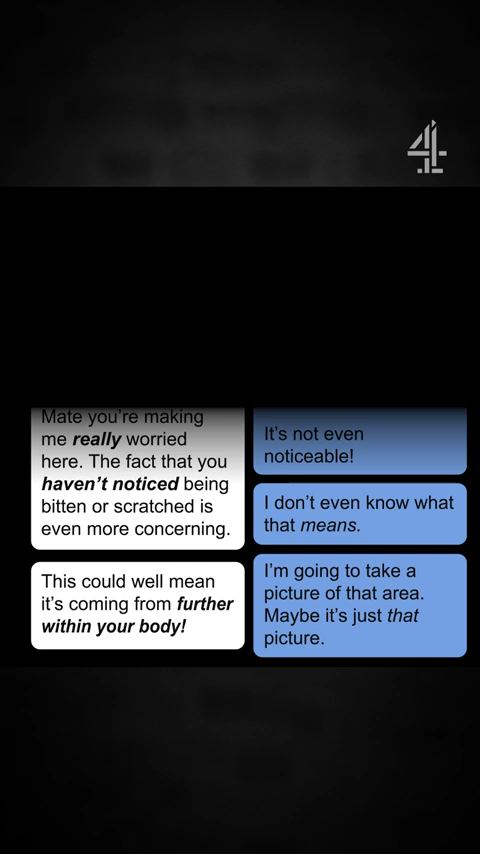 Mate you're making
me really worried
here. The fact that you
haven't noticed being
bitten or scratched is
even more concerning.
This could well mean
it's coming from further
within your body!
It's not even
noticeable!
I don't even know what
that means.
I'm going to take a
picture of that area.
Maybe it's just that
picture.